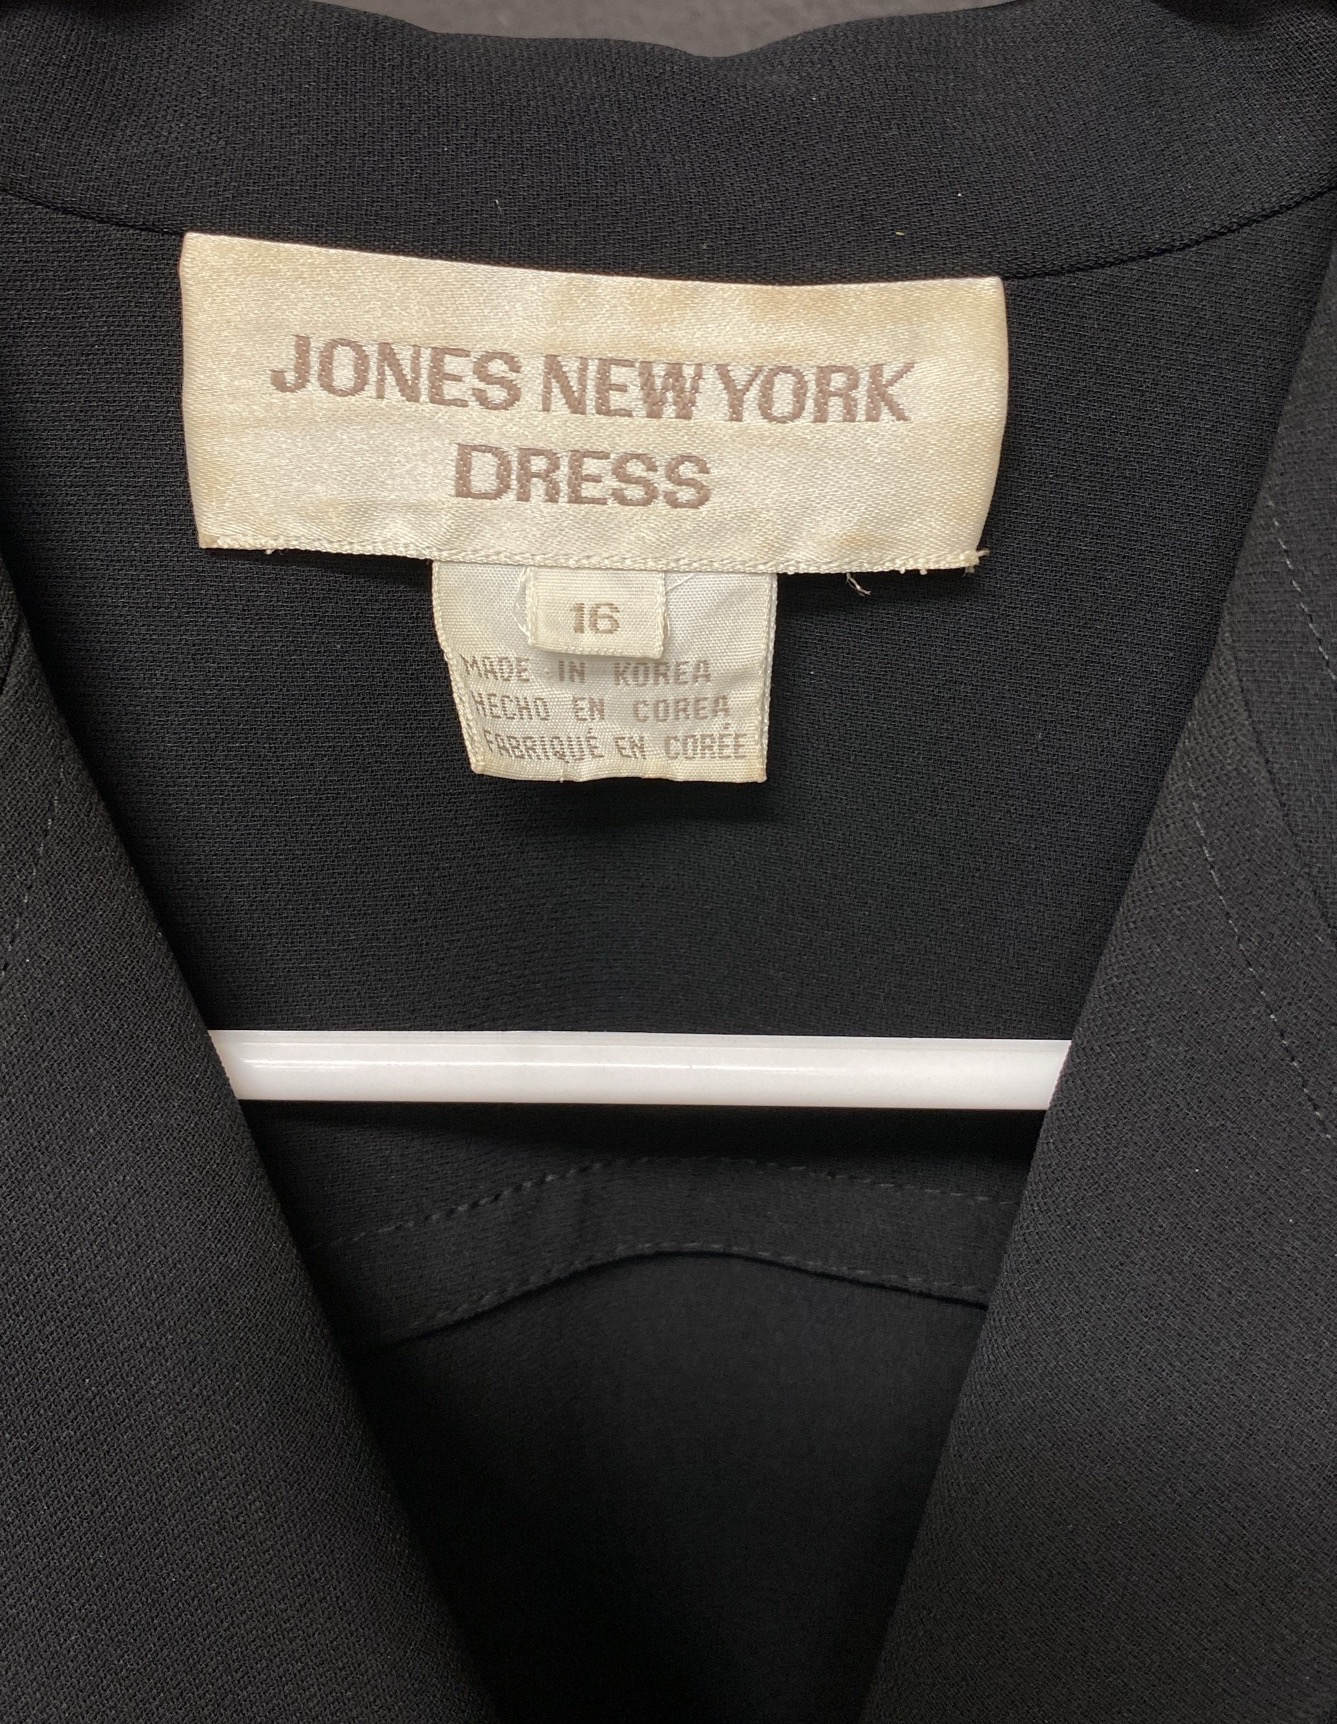 JONES NEW YORK
DRESS
16
MADE IN KOREA
HECHO EN COREA
FABRIQUÉ EN CORÉE